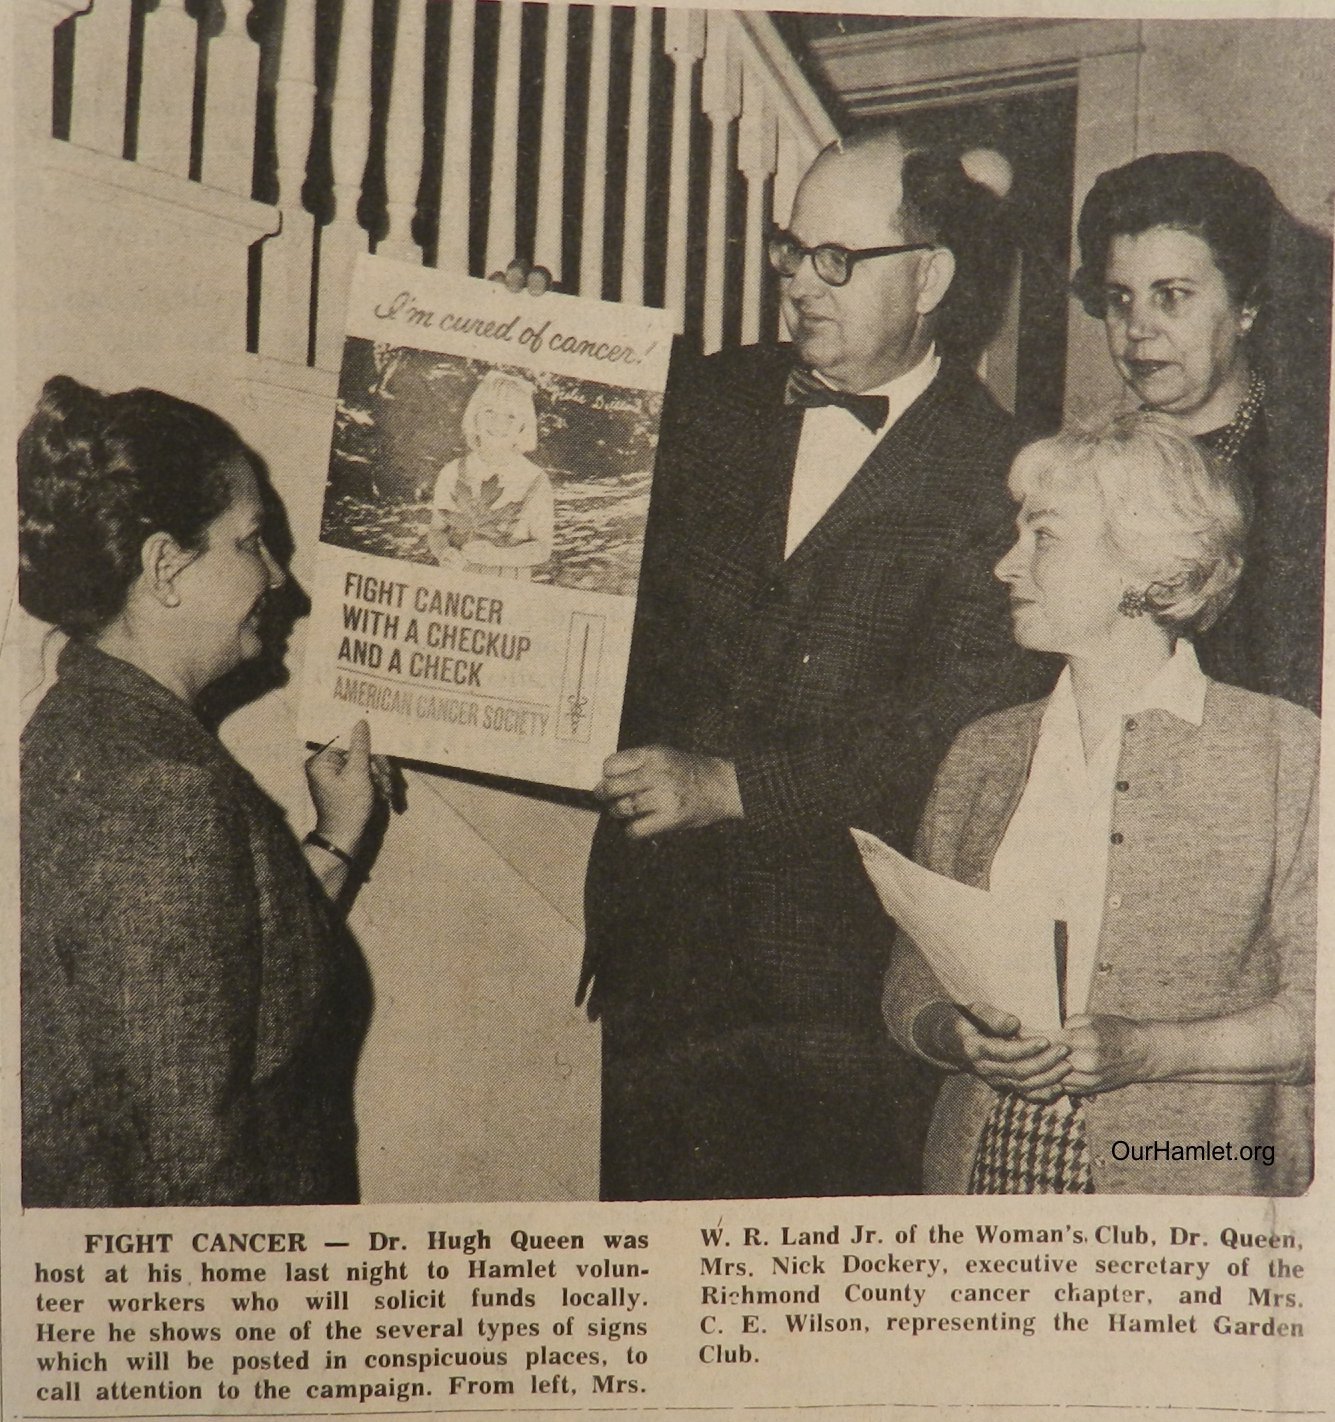 I'm cured of cancer!
FIGHT CANCER
WITH A CHECKUP
AND A CHECK
AMERICAN CANCER SOCIETY
OurHamlet.org
FIGHT CANCER — Dr. Hugh Queen was
host at his home last night to Hamlet volun-
teer workers who will solicit funds locally.
Here he shows one of the several types of signs
which will be posted in conspicuous places, to
call attention to the campaign. From left, Mrs.
W. R. Land Jr. of the Woman's Club, Dr. Queen,
Mrs. Nick Dockery, executive secretary of the
Richmond County cancer chapter, and Mrs.
C. E. Wilson, representing the Hamlet Garden
Club.